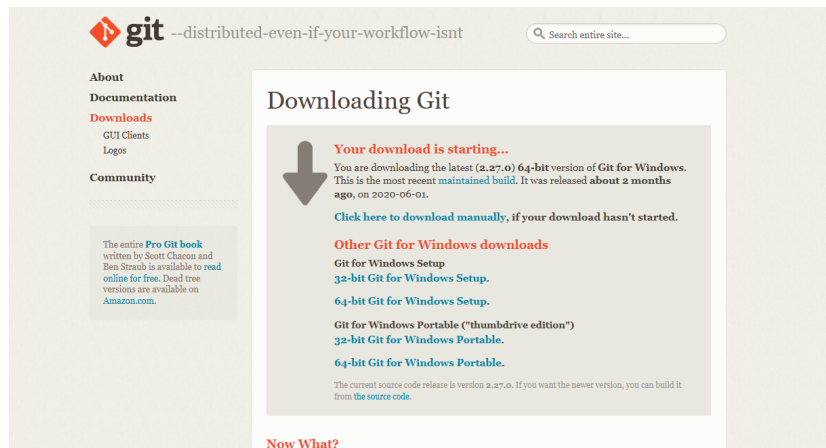 git --distributed-even-if-your-workflow-isnt
Search entire site...
About
Documentation
Downloads
GUI Clients
Logos
Community
The entire Pro Git book
written by Scott Chacon and
Ben Straub is available to read
online for free. Dead tree
versions are available on
Amazon.com.
Downloading Git
Your download is starting...
You are downloading the latest (2.27.0) 64-bit version of Git for Windows.
This is the most recent maintained build. It was released about 2 months
ago, on 2020-06-01.
Click here to download manually, if your download hasn't started.
Other Git for Windows downloads
Git for Windows Setup
32-bit Git for Windows Setup.
64-bit Git for Windows Setup.
Git for Windows Portable ("thumbdrive edition")
32-bit Git for Windows Portable.
64-bit Git for Windows Portable.
The current source code release is version 2.27.0. If you want the newer version, you can build it
from the source code.
Now What?